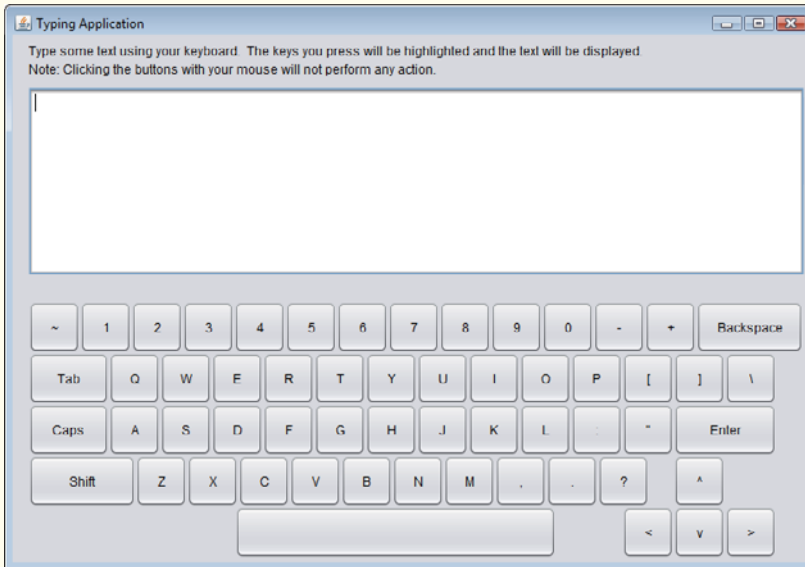 Typing Application
Type some text using your keyboard. The keys you press will be highlighted and the text will be displayed.
Note: Clicking the buttons with your mouse will not perform any action.
~ 1 2 3 4 5 6 7 8 9 0 - + Backspace
Tab Q W E R T Y U I O P [ ] \
Caps A S D F G H J K L : " Enter
Shift Z X C V B N M , . ? ^
< v >